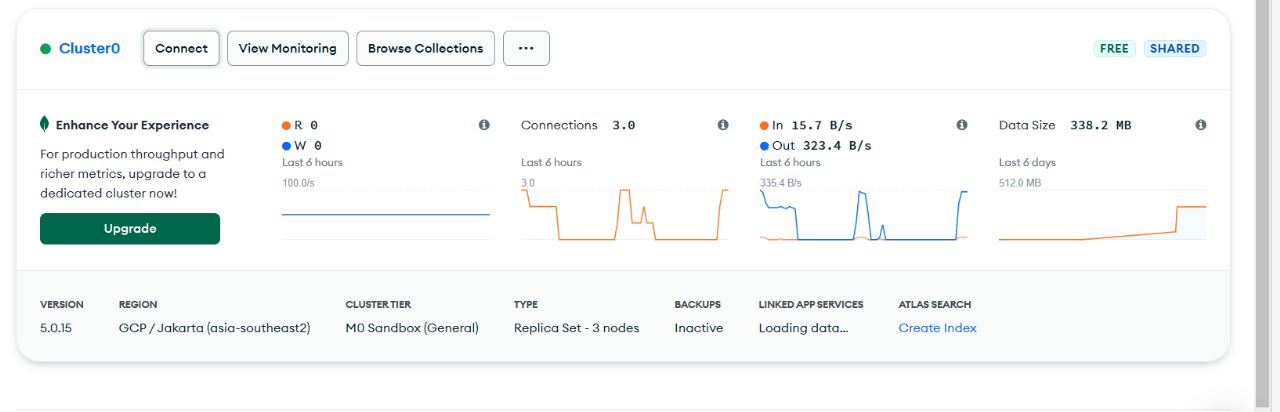 Cluster0 Connect View Monitoring Browse Collections ... FREE SHARED
Enhance Your Experience
For production throughput and
richer metrics, upgrade to a
dedicated cluster now!
Upgrade
R 0
W 0
Last 6 hours
100.0/s
Connections 3.0
Last 6 hours
3.0
In 15.7 B/s
Out 323.4 B/s
Last 6 hours
335.4 B/s
Data Size 338.2 MB
Last 6 days
512.0 MB
VERSION REGION CLUSTER TIER TYPE BACKUPS LINKED APP SERVICES ATLAS SEARCH
5.0.15 GCP / Jakarta (asia-southeast2) M0 Sandbox (General) Replica Set - 3 nodes Inactive Loading data... Create Index